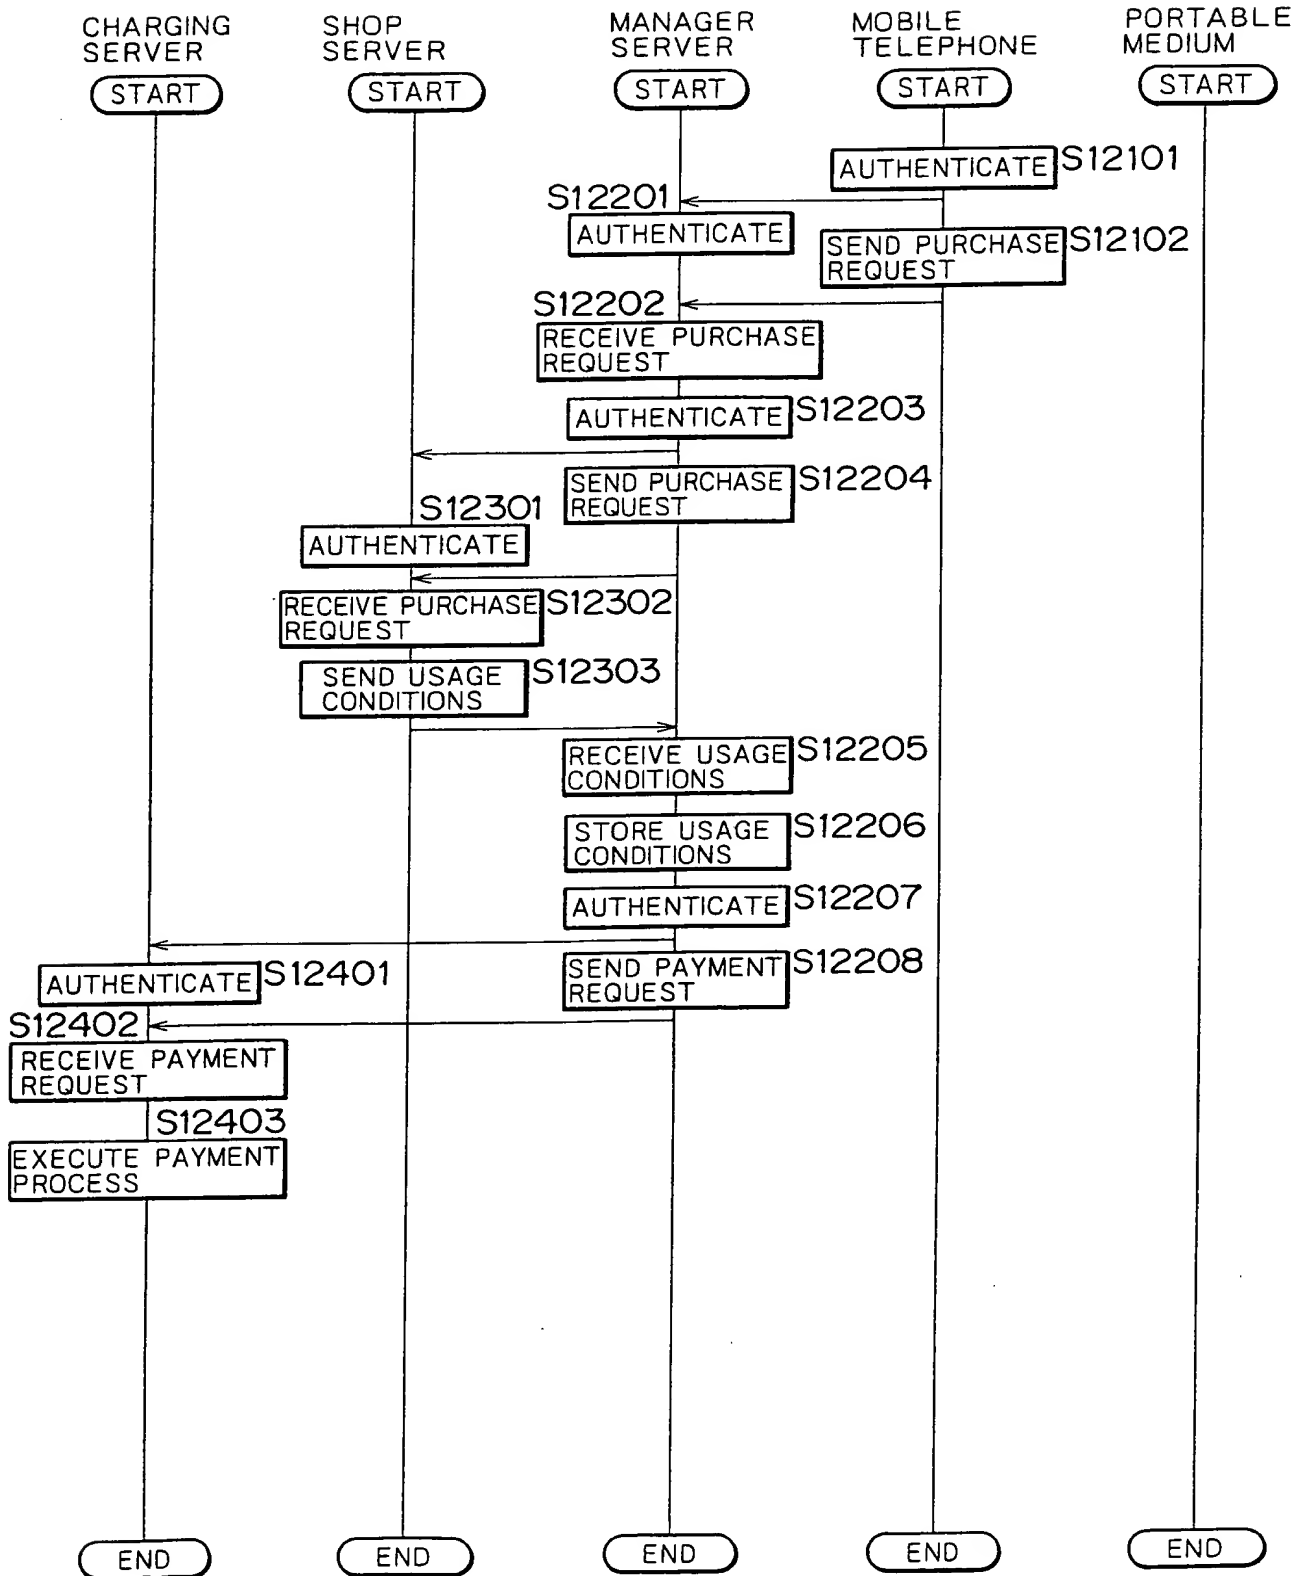 CHARGING
SERVER
SHOP
SERVER
MANAGER
SERVER
MOBILE
TELEPHONE
PORTABLE
MEDIUM
START
START
START
START
START
AUTHENTICATE
S12101
S12201
AUTHENTICATE
SEND PURCHASE
REQUEST
S12102
S12202
RECEIVE PURCHASE
REQUEST
AUTHENTICATE
S12203
SEND PURCHASE
REQUEST
S12204
S12301
AUTHENTICATE
RECEIVE PURCHASE
REQUEST
S12302
SEND USAGE
CONDITIONS
S12303
RECEIVE USAGE
CONDITIONS
S12205
STORE USAGE
CONDITIONS
S12206
AUTHENTICATE
S12207
AUTHENTICATE
S12401
SEND PAYMENT
REQUEST
S12208
S12402
RECEIVE PAYMENT
REQUEST
S12403
EXECUTE PAYMENT
PROCESS
END
END
END
END
END